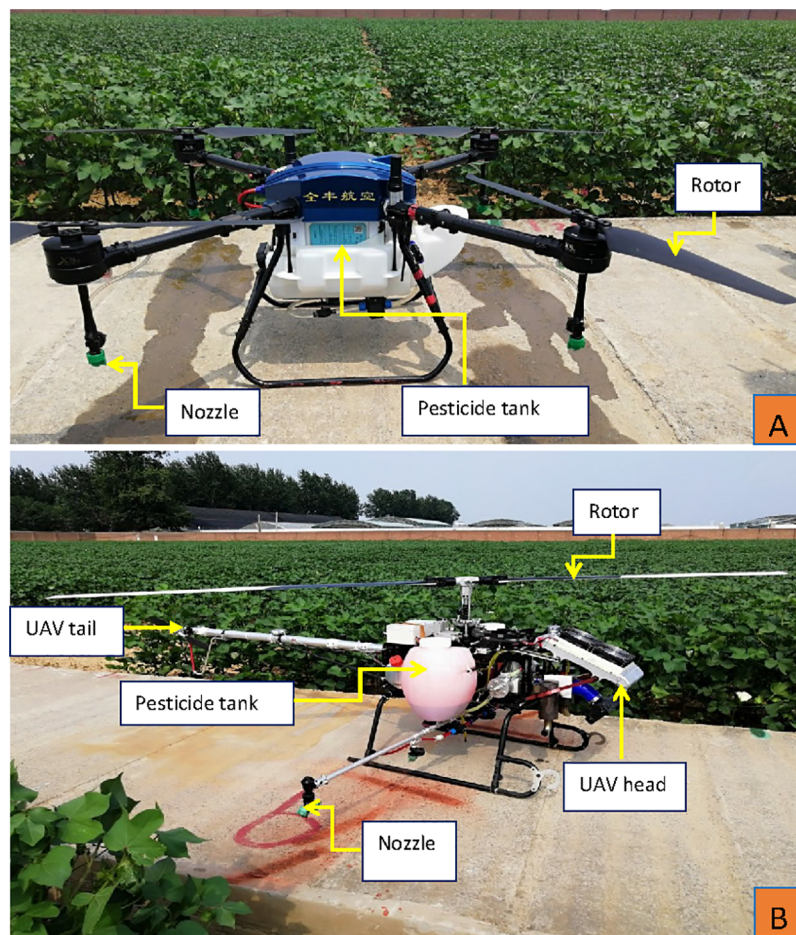 Rotor
全丰航空
Nozzle
Pesticide tank
A
Rotor
UAV tail
Pesticide tank
UAV head
Nozzle
B